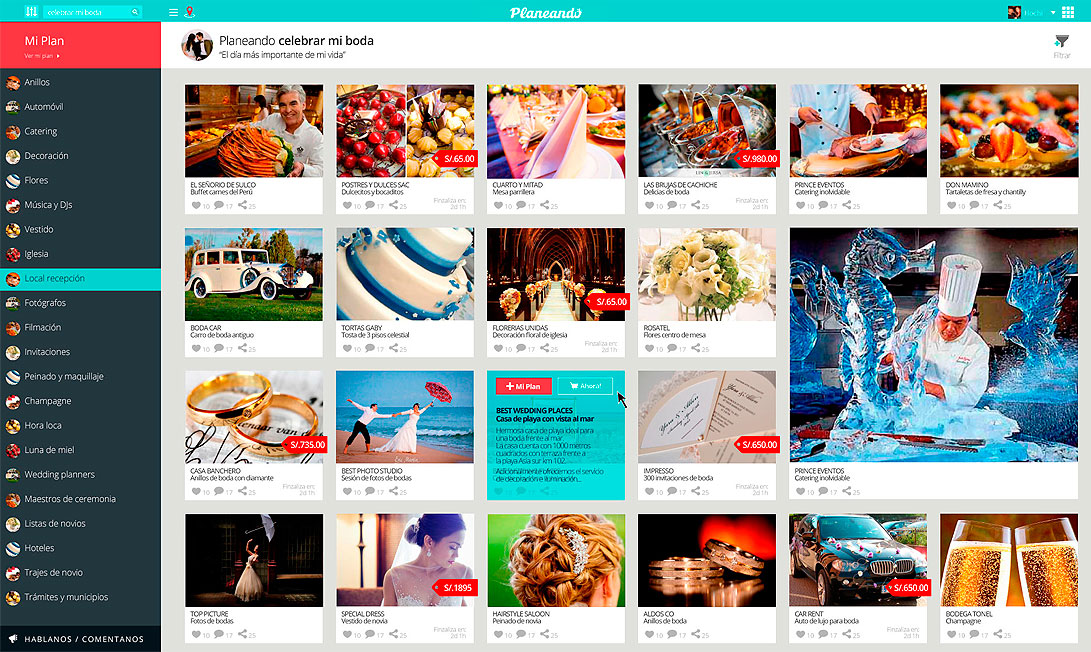 celebrar mi boda
Planeando
Mi Plan
Ver mi plan
Planeando celebrar mi boda
"El día más importante de mi vida"
Filtrar
Anillos
Automóvil
Catering
Decoración
Flores
Música y DJs
Vestido
Iglesia
Local recepción
Fotógrafos
Filmación
Invitaciones
Peinado y maquillaje
Champagne
Hora loca
Luna de miel
Wedding planners
Maestros de ceremonia
Listas de novios
Hoteles
Trajes de novio
Trámites y municipios
HABLANOS / COMENTANOS
EL SEÑORIO DE SULCO
Buffet carnes del Perú
10 17 25
S/.65.00
POSTRES Y DULCES SAC
Dulcecitos y bocaditos
10 17 25
Finzaliza en:
2d 1h
CUARTO Y MITAD
Mesa parrillera
10 17 25
S/.980.00
LAS BRUJAS DE CACHICHE
Delicias de boda
10 17 25
Finzaliza en:
2d 1h
PRINCE EVENTOS
Catering inolvidable
10 17 25
DON MAMINO
Tartaletas de fresa y chantilly
10 17 25
BODA CAR
Carro de boda antiguo
10 17 25
TORTAS GABY
Tosta de 3 pisos celestial
10 17 25
S/.65.00
FLORERIAS UNIDAS
Decoración floral de iglesia
10 17 25
Finzaliza en:
2d 1h
ROSATEL
Flores centro de mesa
10 17 25
PRINCE EVENTOS
Catering inolvidable
10 17 25
S/.735.00
CASA BANCHERO
Anillos de boda con diamante
10 17 25
Finzaliza en:
2d 1h
BEST PHOTO STUDIO
Sesión de fotos de bodas
10 17 25
Mi Plan
Ahora!
BEST WEDDING PLACES
Casa de playa con vista al mar
Hermosa casa de playa ideal para
una boda frente al mar
La casa cuenta con 1000 metros
cuadrados con terraza frente a
la playa Asia sur km 102.
Adicionalmente ofrecemos el servicio
de decoración e iluminación...
S/.650.00
IMPRESSO
300 invitaciones de boda
10 17 25
Finzaliza en:
2d 1h
TOP PICTURE
Fotos de bodas
10 17 25
S/.1895
SPECIAL DRESS
Vestido de novia
10 17 25
Finzaliza en:
2d 1h
HAIRSTYLE SALOON
Peinado de novia
10 17 25
ALDOS CO
Anillos de boda
10 17 25
S/.650.00
CAR RENT
Auto de lujo para boda
10 17 25
Finzaliza en:
2d 1h
BODEGA TONEL
Champagne de boda
19 17 25